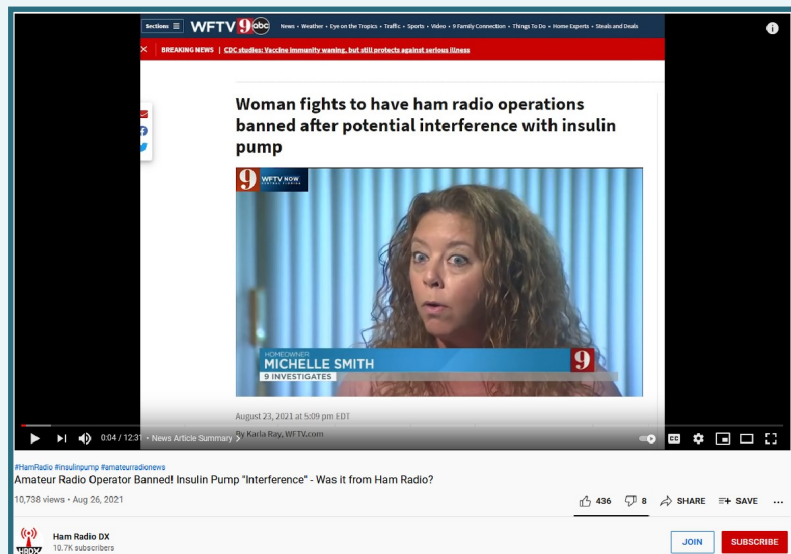 Sections WFTV 9 abc News • Weather • Eye on the Tropics • Traffic • Sports • Video • 9 Family Connection • Things To Do • Home Experts • Steals and Deals
BREAKING NEWS | CDC studies: Vaccine immunity waning, but still protects against serious illness
Woman fights to have ham radio operations
banned after potential interference with insulin
pump
9 WFTV NOW
CENTRAL FLORIDA
HOMEOWNER
MICHELLE SMITH 9
9 INVESTIGATES
August 23, 2021 at 5:09 pm EDT
By Karla Ray, WFTV.com
0:04 / 12:31 • News Article Summary >
CC
#HamRadio #insulinpump #amateurradionews
Amateur Radio Operator Banned! Insulin Pump "Interference" - Was it from Ham Radio?
10,738 views • Aug 26, 2021 436 8 SHARE SAVE ...
HRDX Ham Radio DX
10.7K subscribers
JOIN SUBSCRIBE